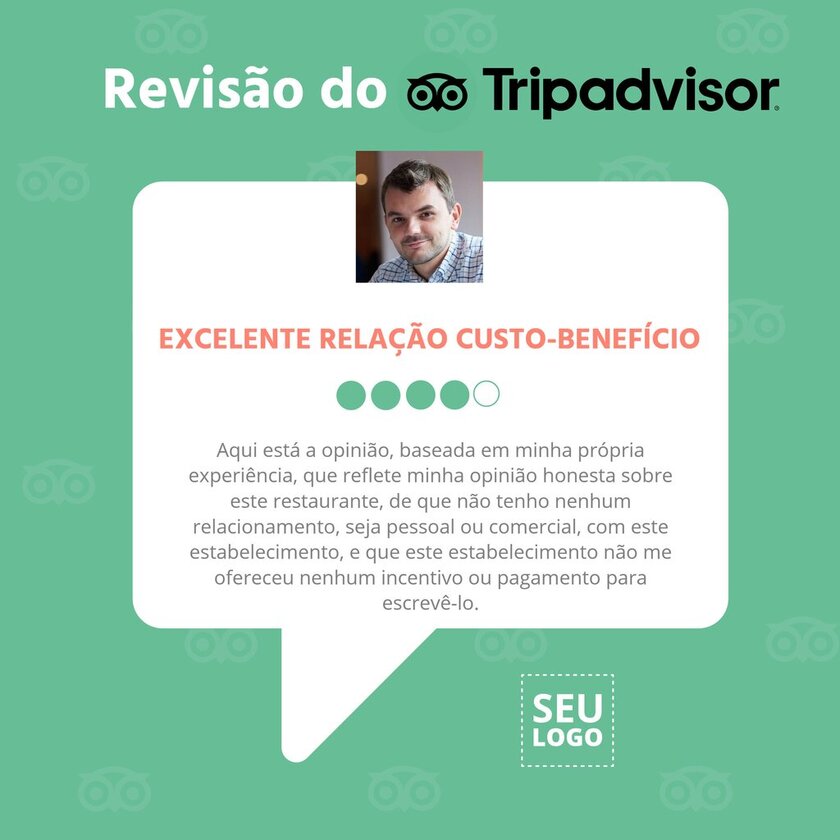 Revisão do Tripadvisor
EXCELENTE RELAÇÃO CUSTO-BENEFÍCIO
Aqui está a opinião, baseada em minha própria
experiência, que reflete minha opinião honesta sobre
este restaurante, de que não tenho nenhum
relacionamento, seja pessoal ou comercial, com este
estabelecimento, e que este estabelecimento não me
ofereceu nenhum incentivo ou pagamento para
escrevê-lo.
SEU
LOGO